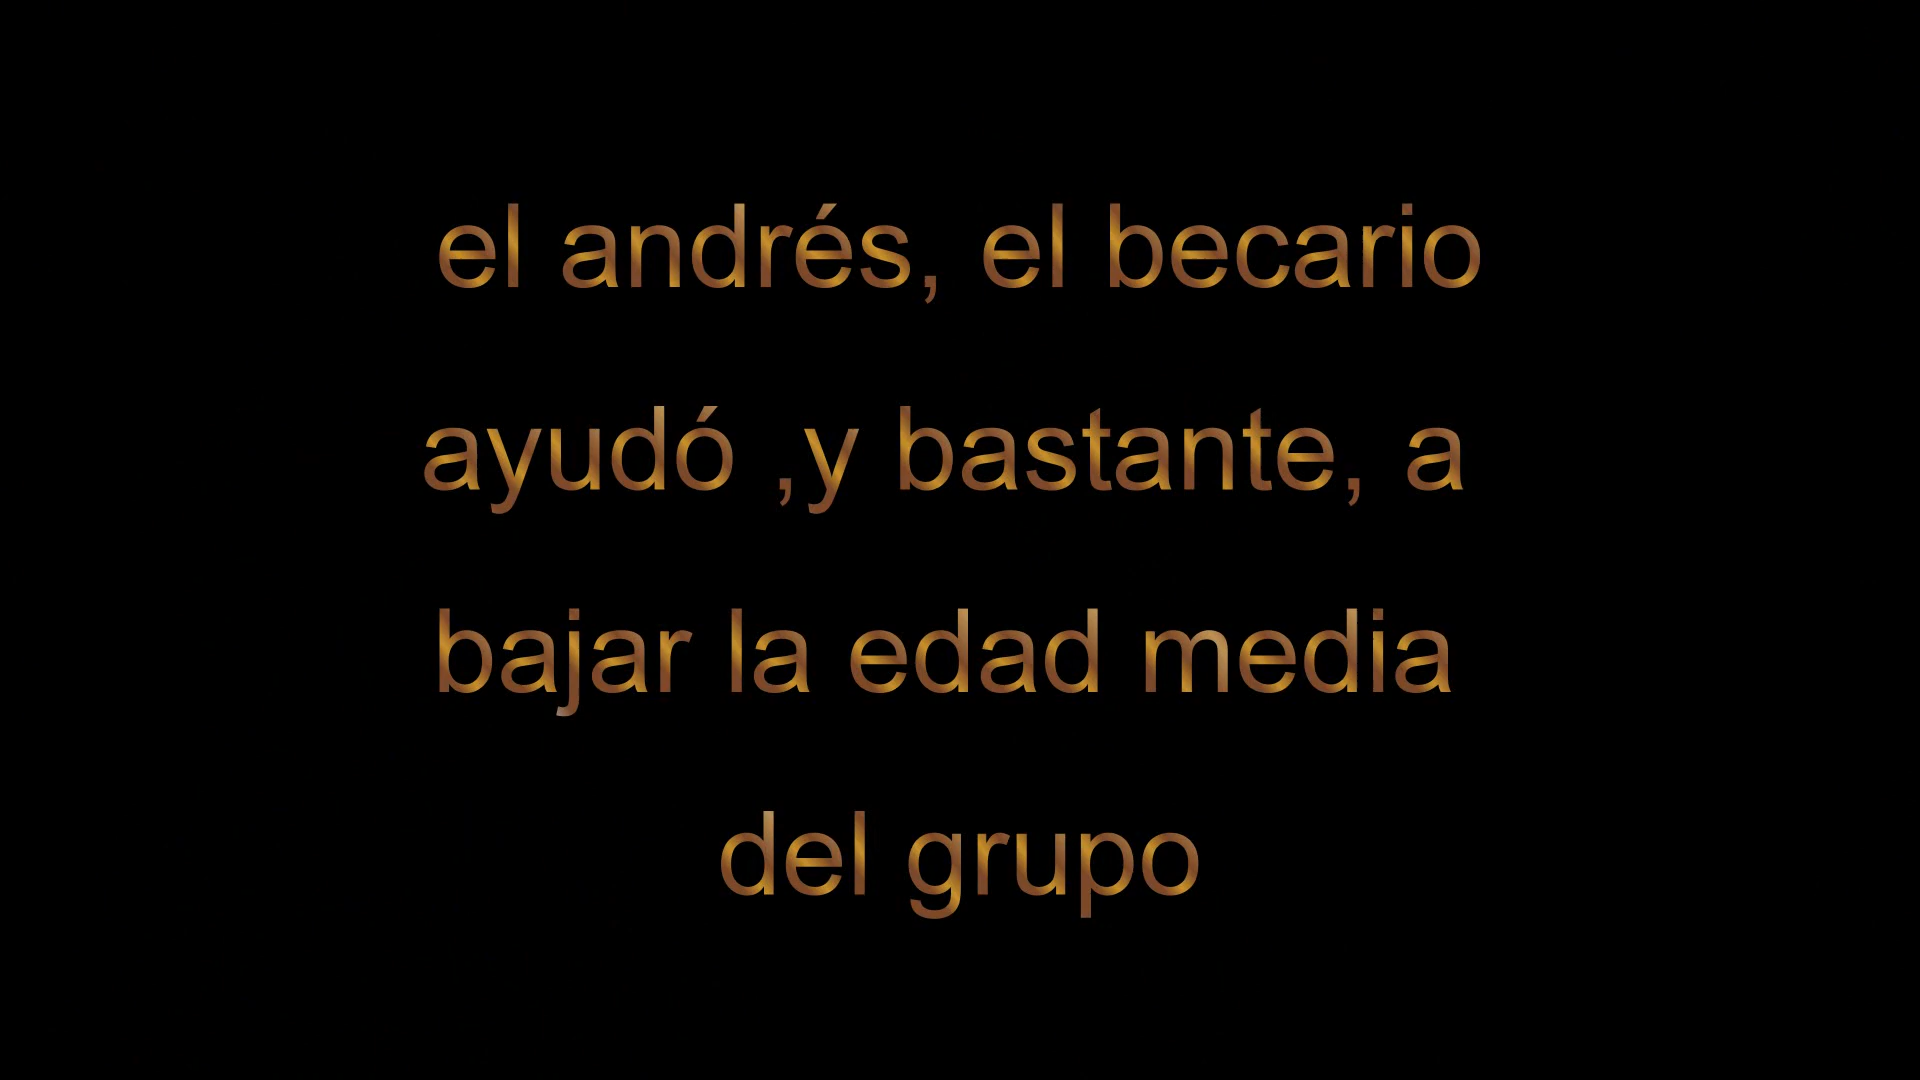 el andrés, el becario
ayudó ,y bastante, a
bajar la edad media
del grupo